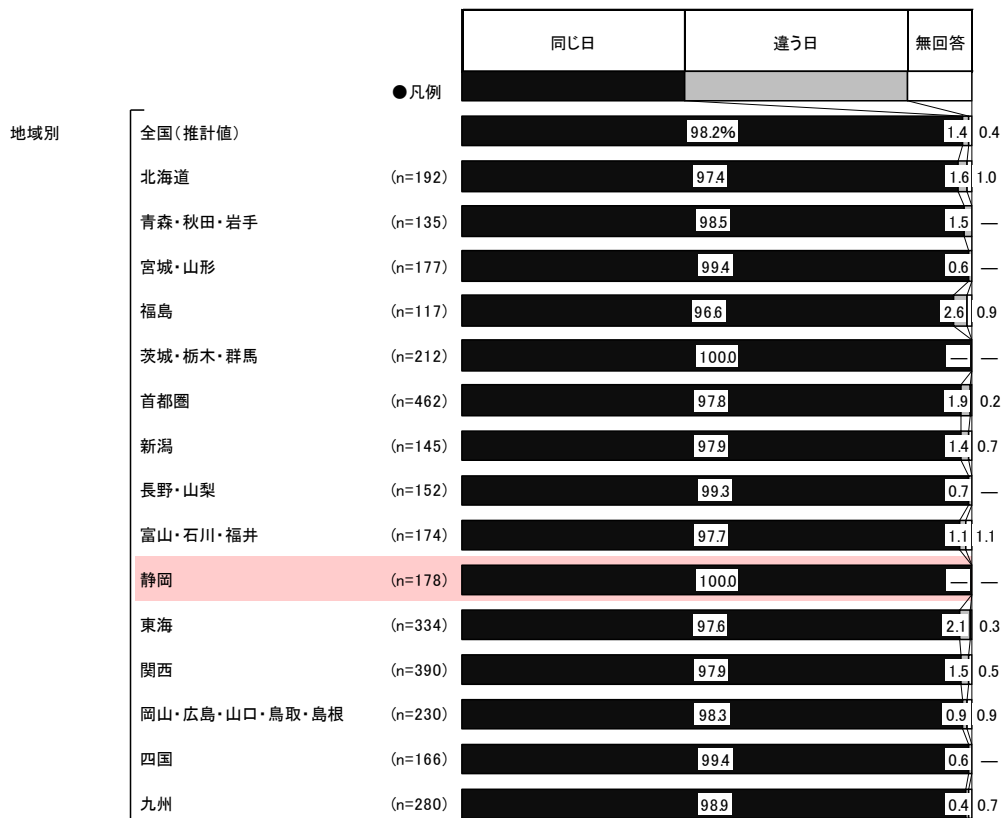 同じ日 違う日 無回答
●凡例
地域別 全国(推計値) 98.2% 1.4 0.4
北海道 (n=192) 97.4 1.6 1.0
青森・秋田・岩手 (n=135) 98.5 1.5 —
宮城・山形 (n=177) 99.4 0.6 —
福島 (n=117) 96.6 2.6 0.9
茨城・栃木・群馬 (n=212) 100.0 — —
首都圏 (n=462) 97.8 1.9 0.2
新潟 (n=145) 97.9 1.4 0.7
長野・山梨 (n=152) 99.3 0.7 —
富山・石川・福井 (n=174) 97.7 1.1 1.1
静岡 (n=178) 100.0 — —
東海 (n=334) 97.6 2.1 0.3
関西 (n=390) 97.9 1.5 0.5
岡山・広島・山口・鳥取・島根 (n=230) 98.3 0.9 0.9
四国 (n=166) 99.4 0.6 —
九州 (n=280) 98.9 0.4 0.7